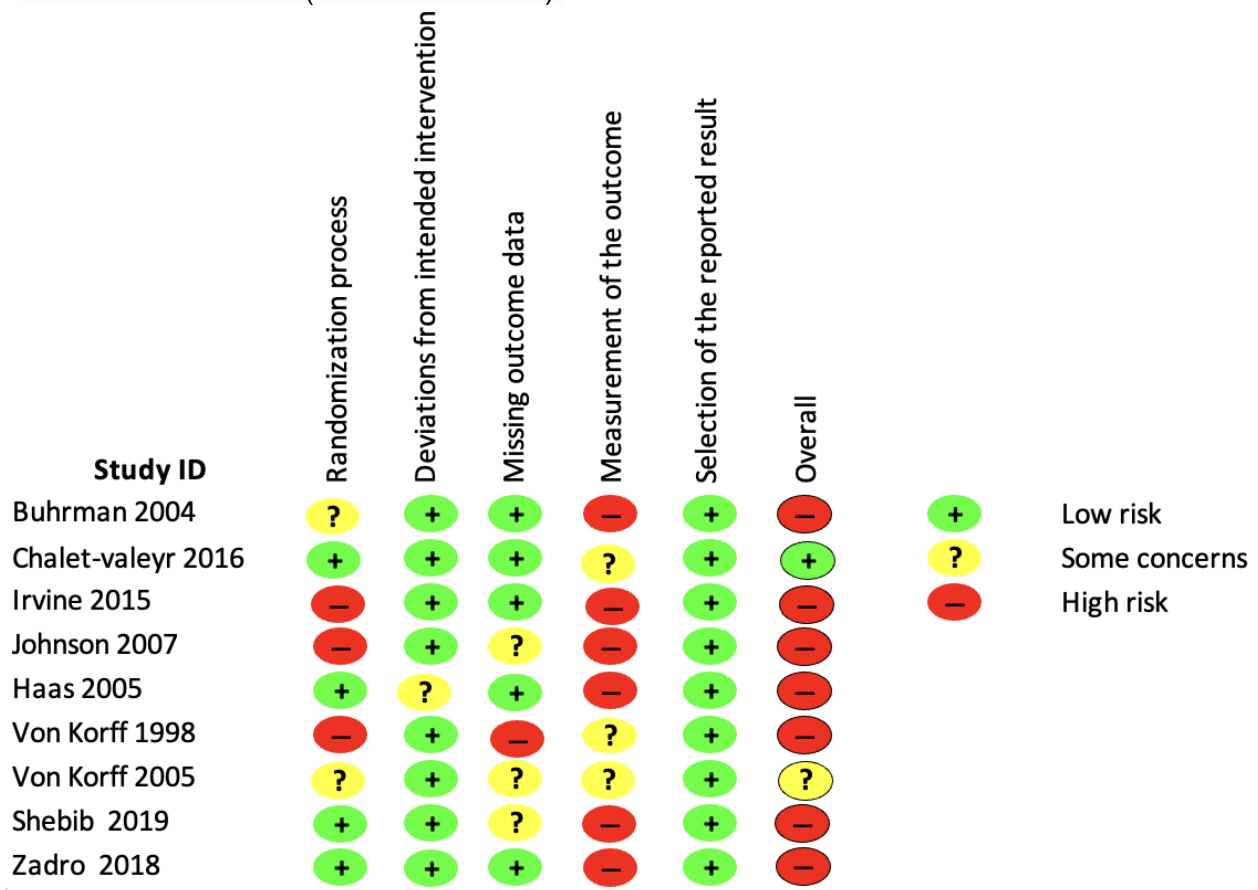 Randomization process
Deviations from intended intervention
Missing outcome data
Measurement of the outcome
Selection of the reported result
Overall
Study ID
Buhrman 2004 ? + + – + – + Low risk
Chalet-valeyr 2016 + + + ? + + ? Some concerns
Irvine 2015 – + + – + – – High risk
Johnson 2007 – + ? – + –
Haas 2005 + ? + – + –
Von Korff 1998 – + – ? + –
Von Korff 2005 ? + ? ? + ?
Shebib 2019 + + ? – + –
Zadro 2018 + + + – + –